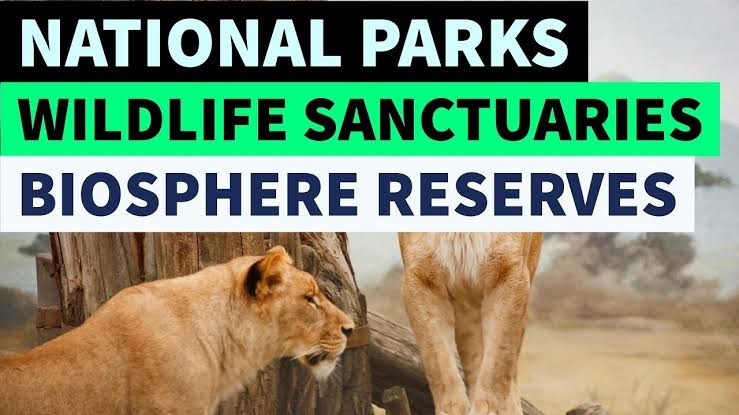 NATIONAL PARKS
WILDLIFE SANCTUARIES
BIOSPHERE RESERVES